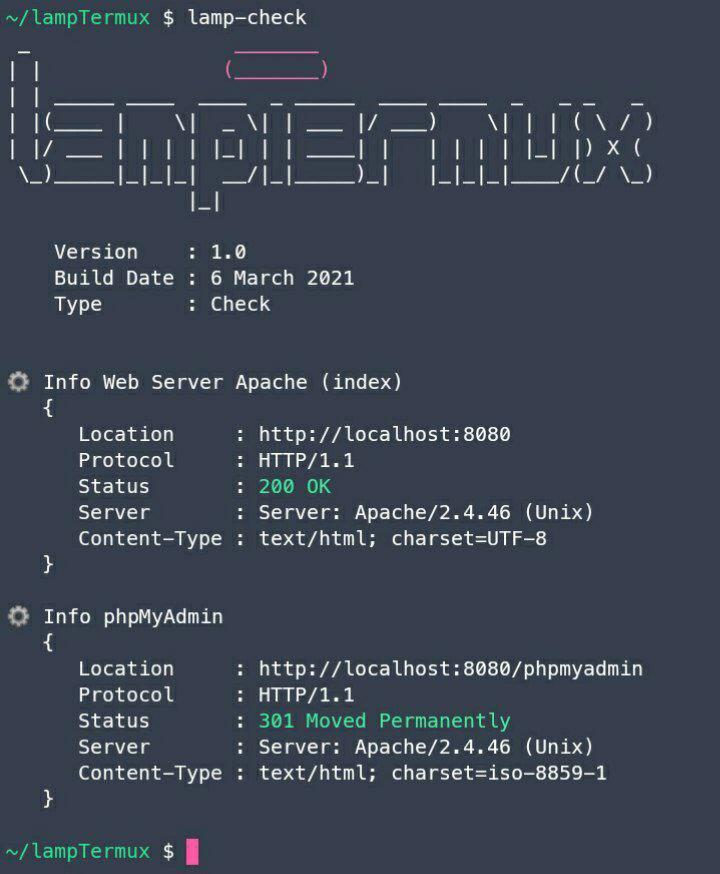 ~/lampTermux $ lamp-check
lampTermux
Version : 1.0
Build Date : 6 March 2021
Type : Check
Info Web Server Apache (index)
{
Location : http://localhost:8080
Protocol : HTTP/1.1
Status : 200 OK
Server : Server: Apache/2.4.46 (Unix)
Content-Type : text/html; charset=UTF-8
}
Info phpMyAdmin
{
Location : http://localhost:8080/phpmyadmin
Protocol : HTTP/1.1
Status : 301 Moved Permanently
Server : Server: Apache/2.4.46 (Unix)
Content-Type : text/html; charset=iso-8859-1
}
~/lampTermux $